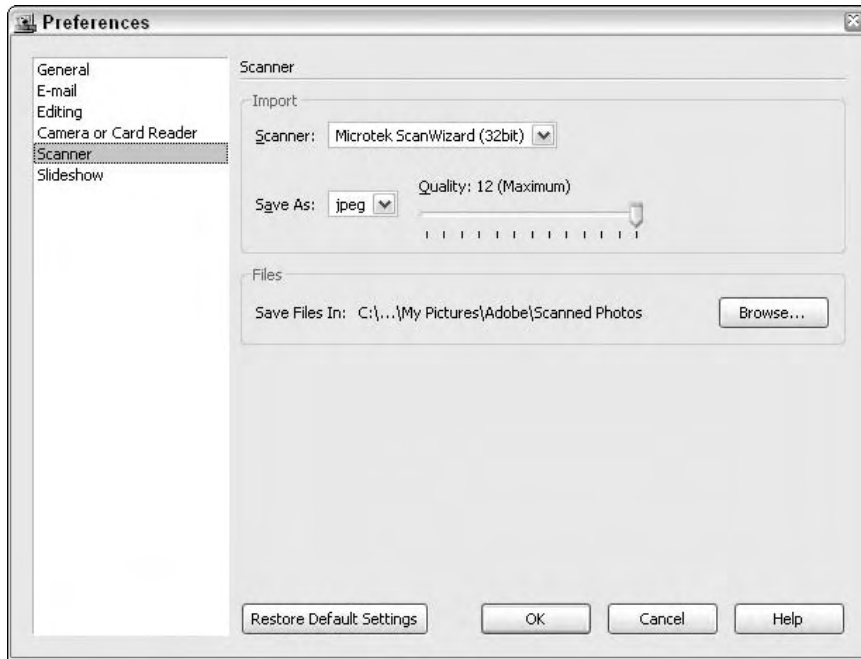 Preferences
General
E-mail
Editing
Camera or Card Reader
Scanner
Slideshow
Scanner
Import
Scanner: Microtek ScanWizard (32bit)
Quality: 12 (Maximum)
Save As: jpeg
Files
Save Files In: C:\...\My Pictures\Adobe\Scanned Photos Browse...
Restore Default Settings OK Cancel Help